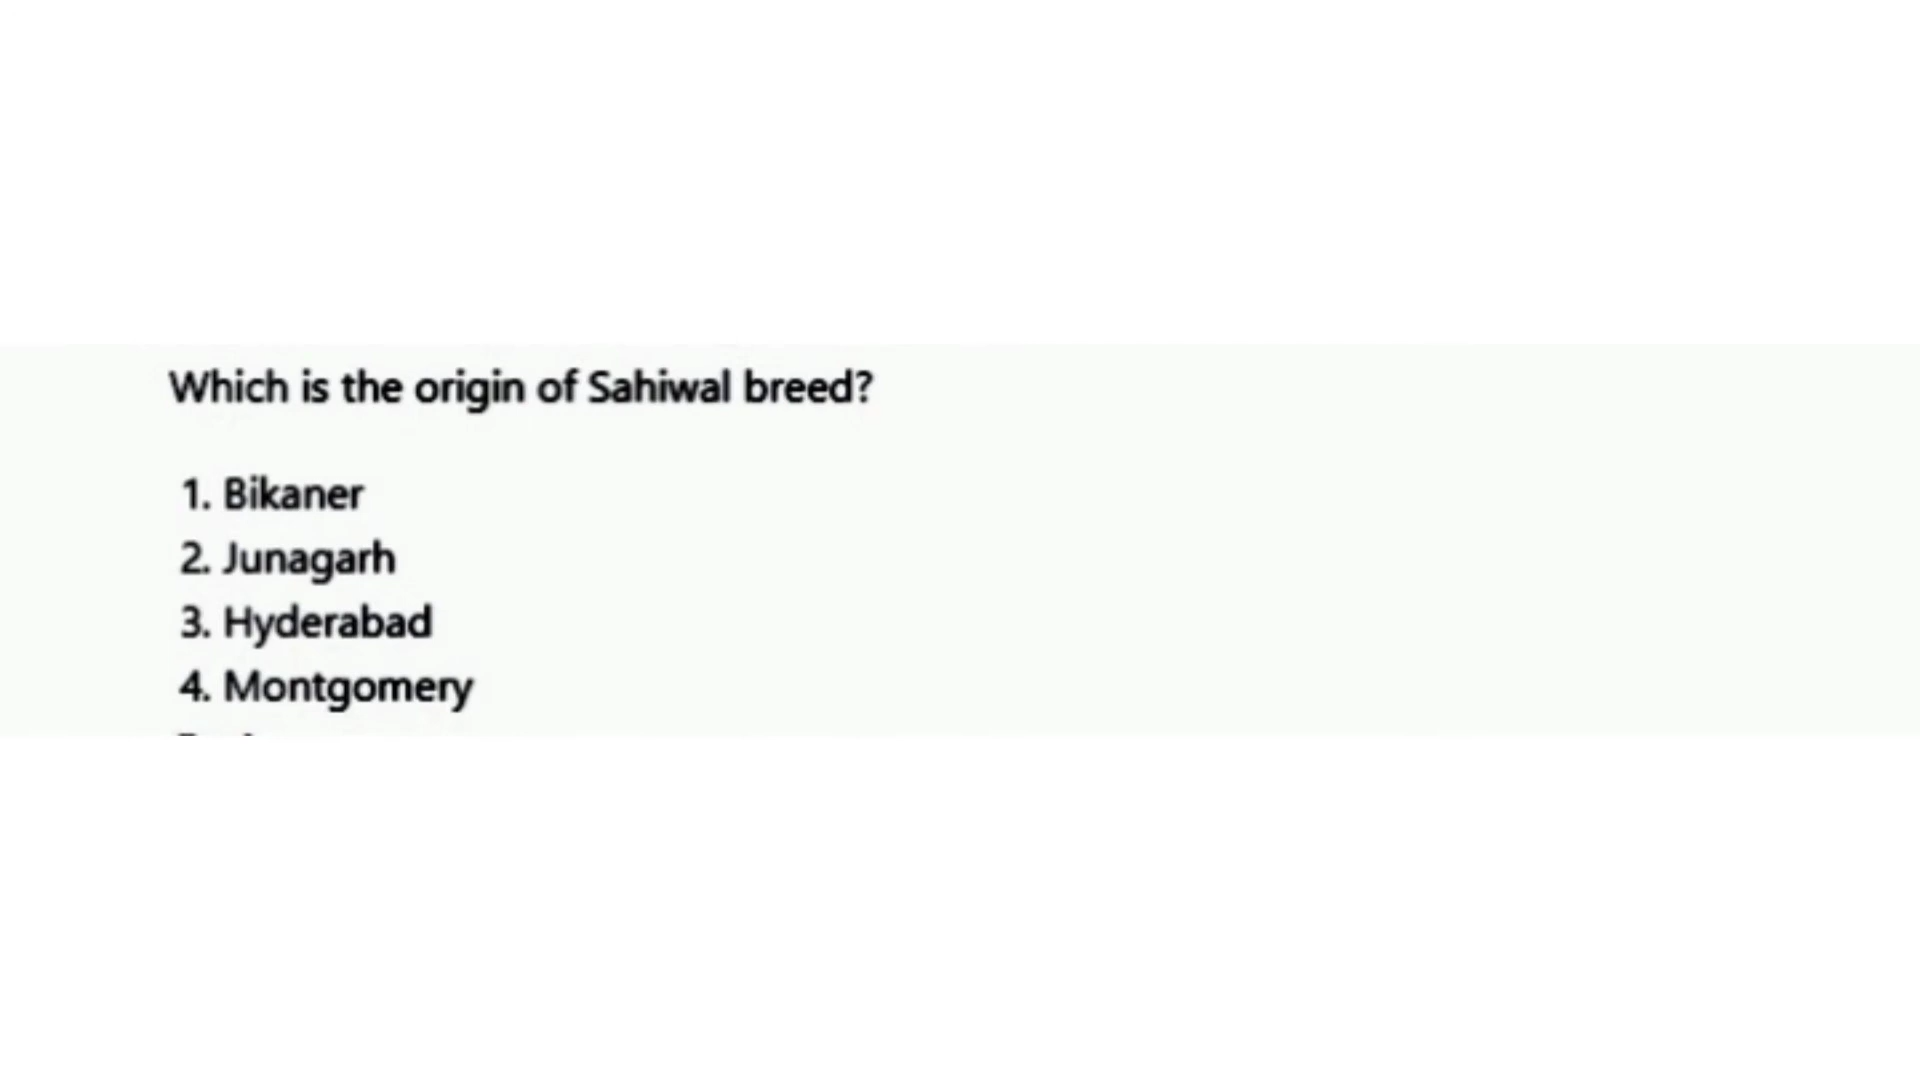 Which is the origin of Sahiwal breed?
1. Bikaner
2. Junagarh
3. Hyderabad
4. Montgomery